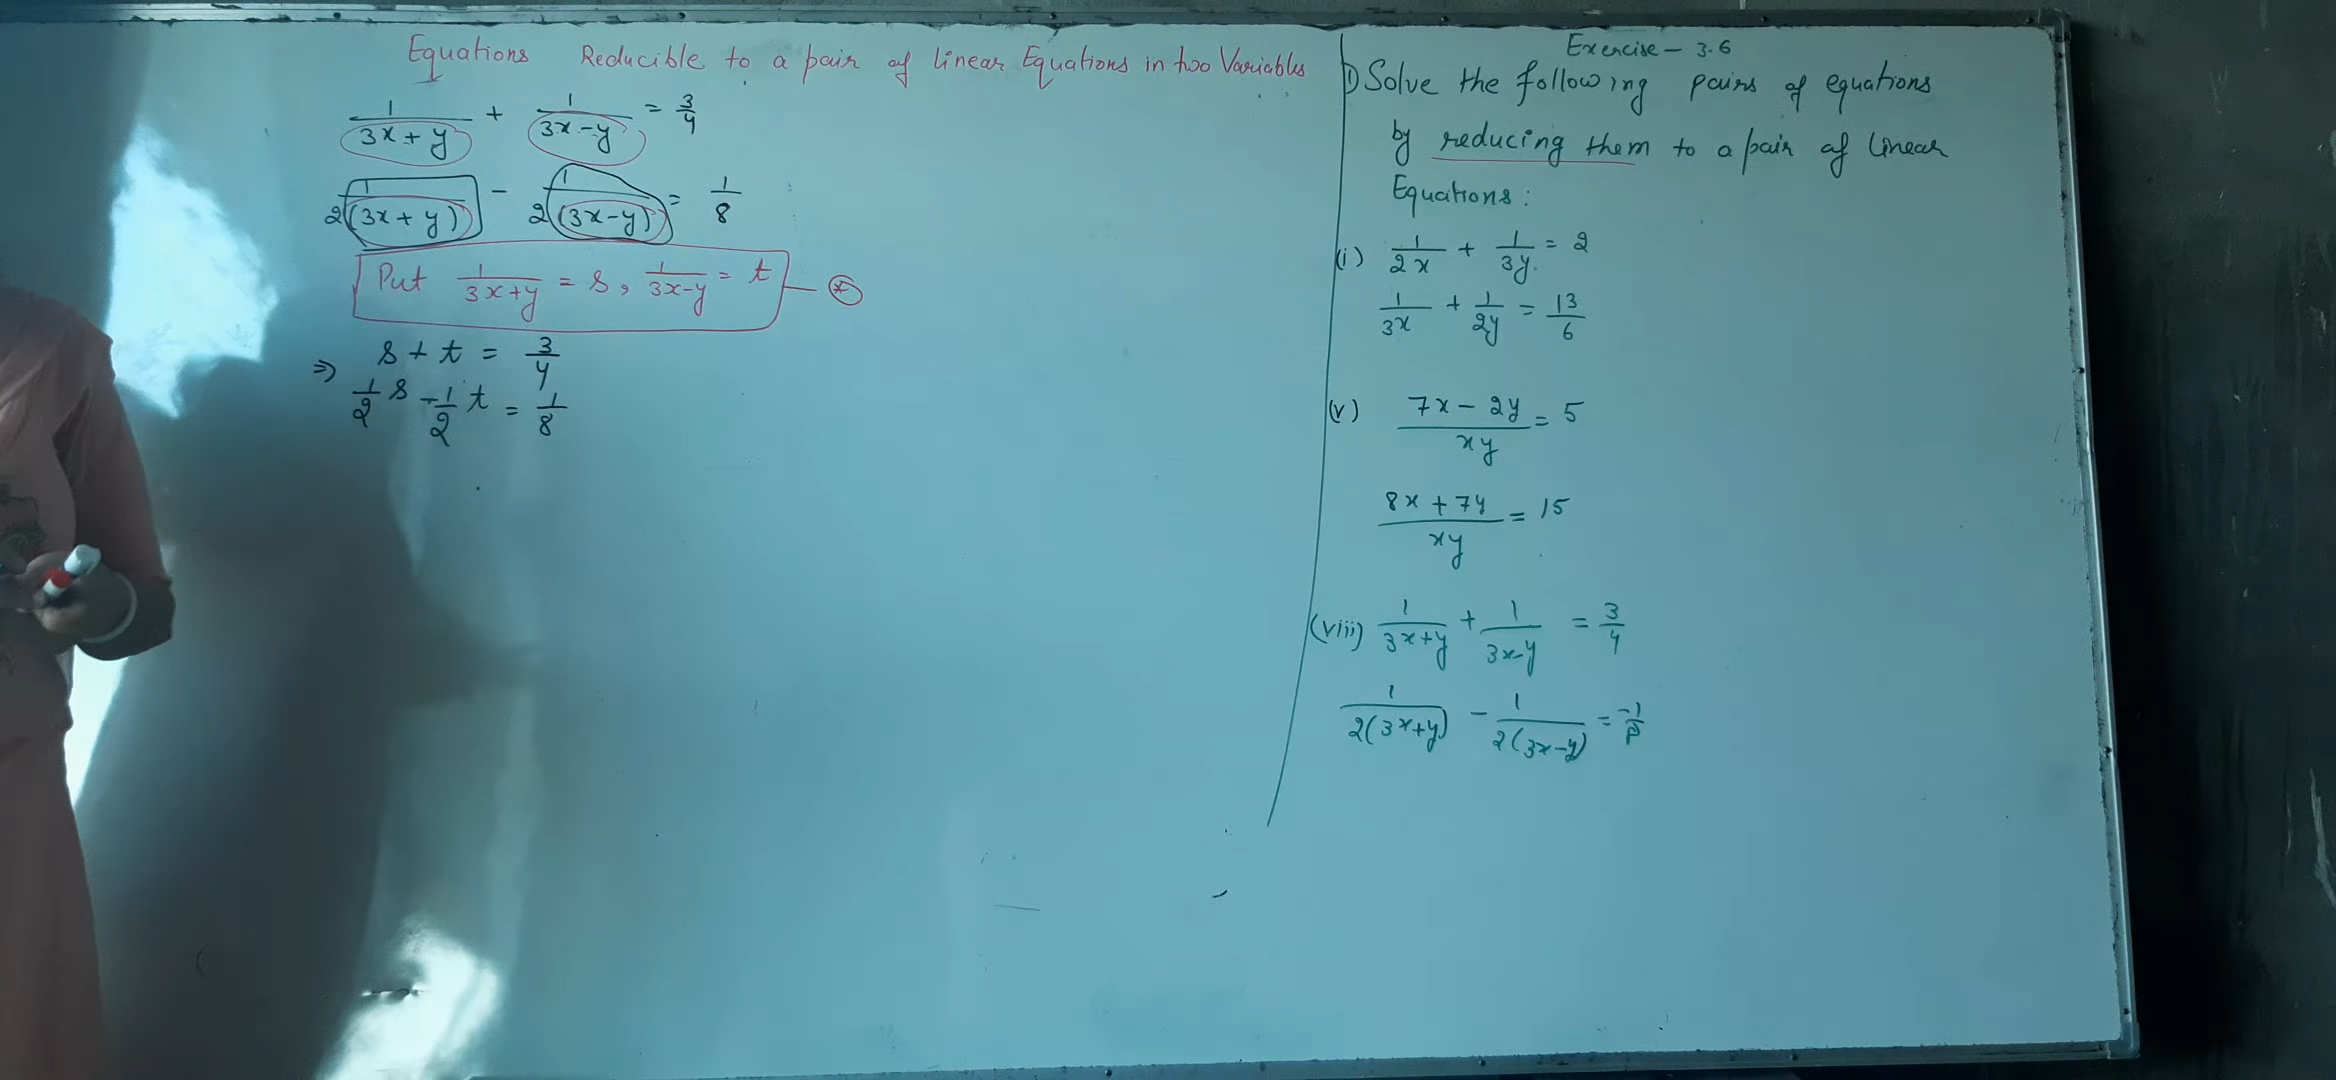 Equations Reducible to a pair of linear Equations in two Variables
1/(3x+y) + 1/(3x-y) = 3/4
1/2(3x+y) - 1/2(3x-y) = 1/8
Put 1/(3x+y) = s, 1/(3x-y) = t — *
⇒ s + t = 3/4
1/2 s - 1/2 t = 1/8
Exercise - 3.6
1) Solve the following pairs of equations
by reducing them to a pair of linear
Equations:
(i) 1/2x + 1/3y = 2
1/3x + 1/2y = 13/6
(v) (7x - 2y)/xy = 5
(8x + 7y)/xy = 15
(viii) 1/(3x+y) + 1/(3x-y) = 3/4
1/2(3x+y) - 1/2(3x-y) = -1/8